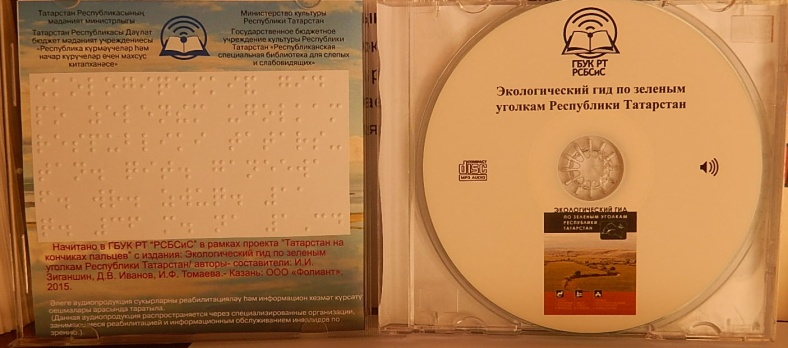 Татарстан Республикасының
мәдәният министрлыгы
Татарстан Республикасы Дәүләт
бюджет мәдәният учреждениесы
«Республика күрмәүчеләр һәм
начар күрүчеләр өчен махсус
китапханәсе»
Министерство культуры
Республики Татарстан
Государственное бюджетное
учреждение культуры Республики
Татарстан «Республиканская
специальная библиотека для слепых
и слабовидящих»
Начитано в ГБУК РТ "РСБСиС" в рамках проекта "Татарстан на
кончиках пальцев" с издания: Экологический гид по зеленым
уголкам Республики Татарстан/ авторы- составители: И.И.
Зиганшин, Д.В. Иванов, И.Ф. Томаева.- Казань: ООО «Фолиант»,
2015.
Әлеге аудиопродукция сукырларны реабилитацияләү һәм информацион хезмәт күрсәтү
оешмалары арасында таратыла.
(Данная аудиопродукция распространяется через специализированные организации,
занимающиеся реабилитацией и информационным обслуживанием инвалидов по
зрению.)
ГБУК РТ
РСБСиС
Экологический гид по зеленым
уголкам Республики Татарстан
COMPACT
disc
MP3 AUDIO
ЭКОЛОГИЧЕСКИЙ ГИД
ПО ЗЕЛЕНЫМ УГОЛКАМ
РЕСПУБЛИКИ
ТАТАРСТАН